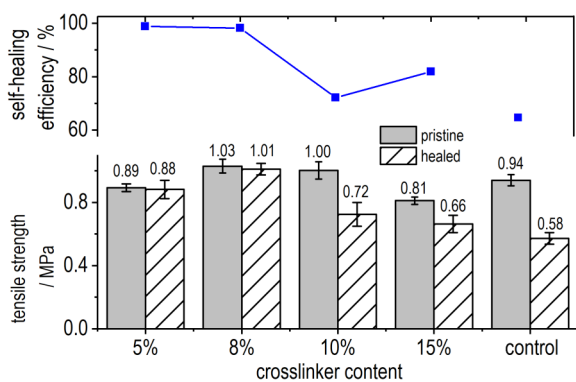 100
80
60
self-healing
efficiency / %
pristine
healed
0.89
0.88
1.03
1.01
1.00
0.72
0.81
0.66
0.94
0.58
0.8
0.4
0.0
tensile strength
/ MPa
5%
8%
10%
15%
control
crosslinker content